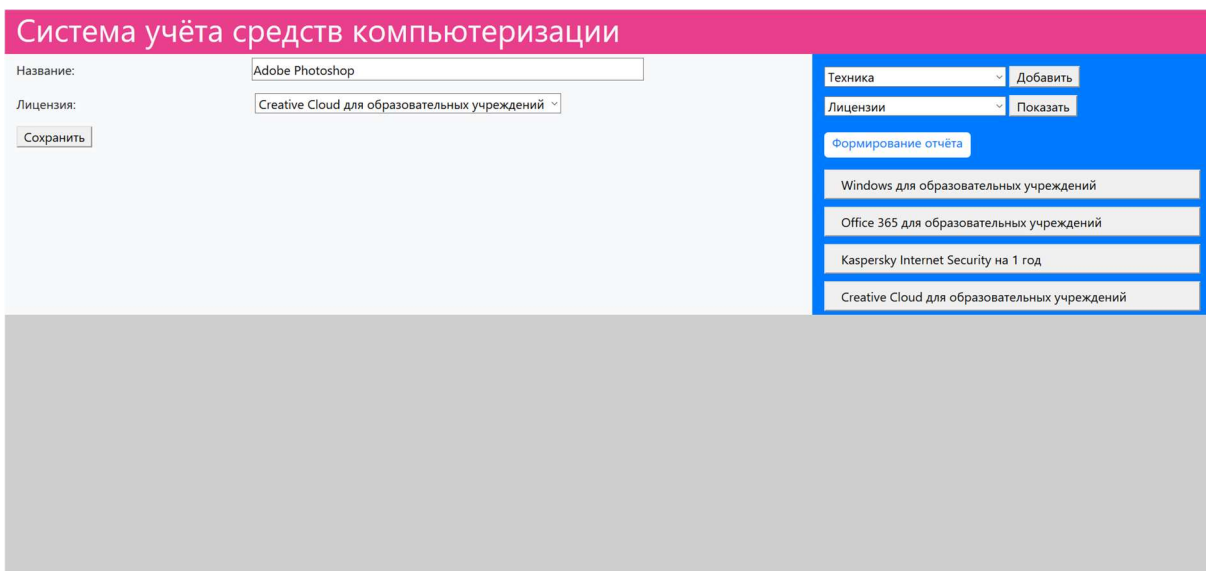 Система учёта средств компьютеризации
Название:
Adobe Photoshop
Лицензия:
Creative Cloud для образовательных учреждений
Сохранить
Техника
Добавить
Лицензии
Показать
Формирование отчёта
Windows для образовательных учреждений
Office 365 для образовательных учреждений
Kaspersky Internet Security на 1 год
Creative Cloud для образовательных учреждений